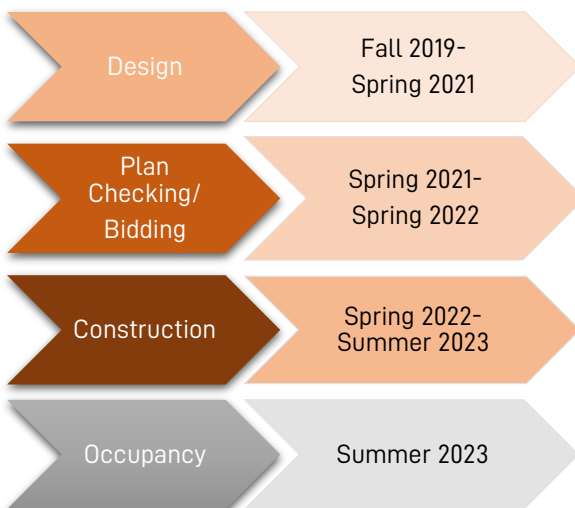 Design
Fall 2019-
Spring 2021
Plan
Checking/
Bidding
Spring 2021-
Spring 2022
Construction
Spring 2022-
Summer 2023
Occupancy
Summer 2023